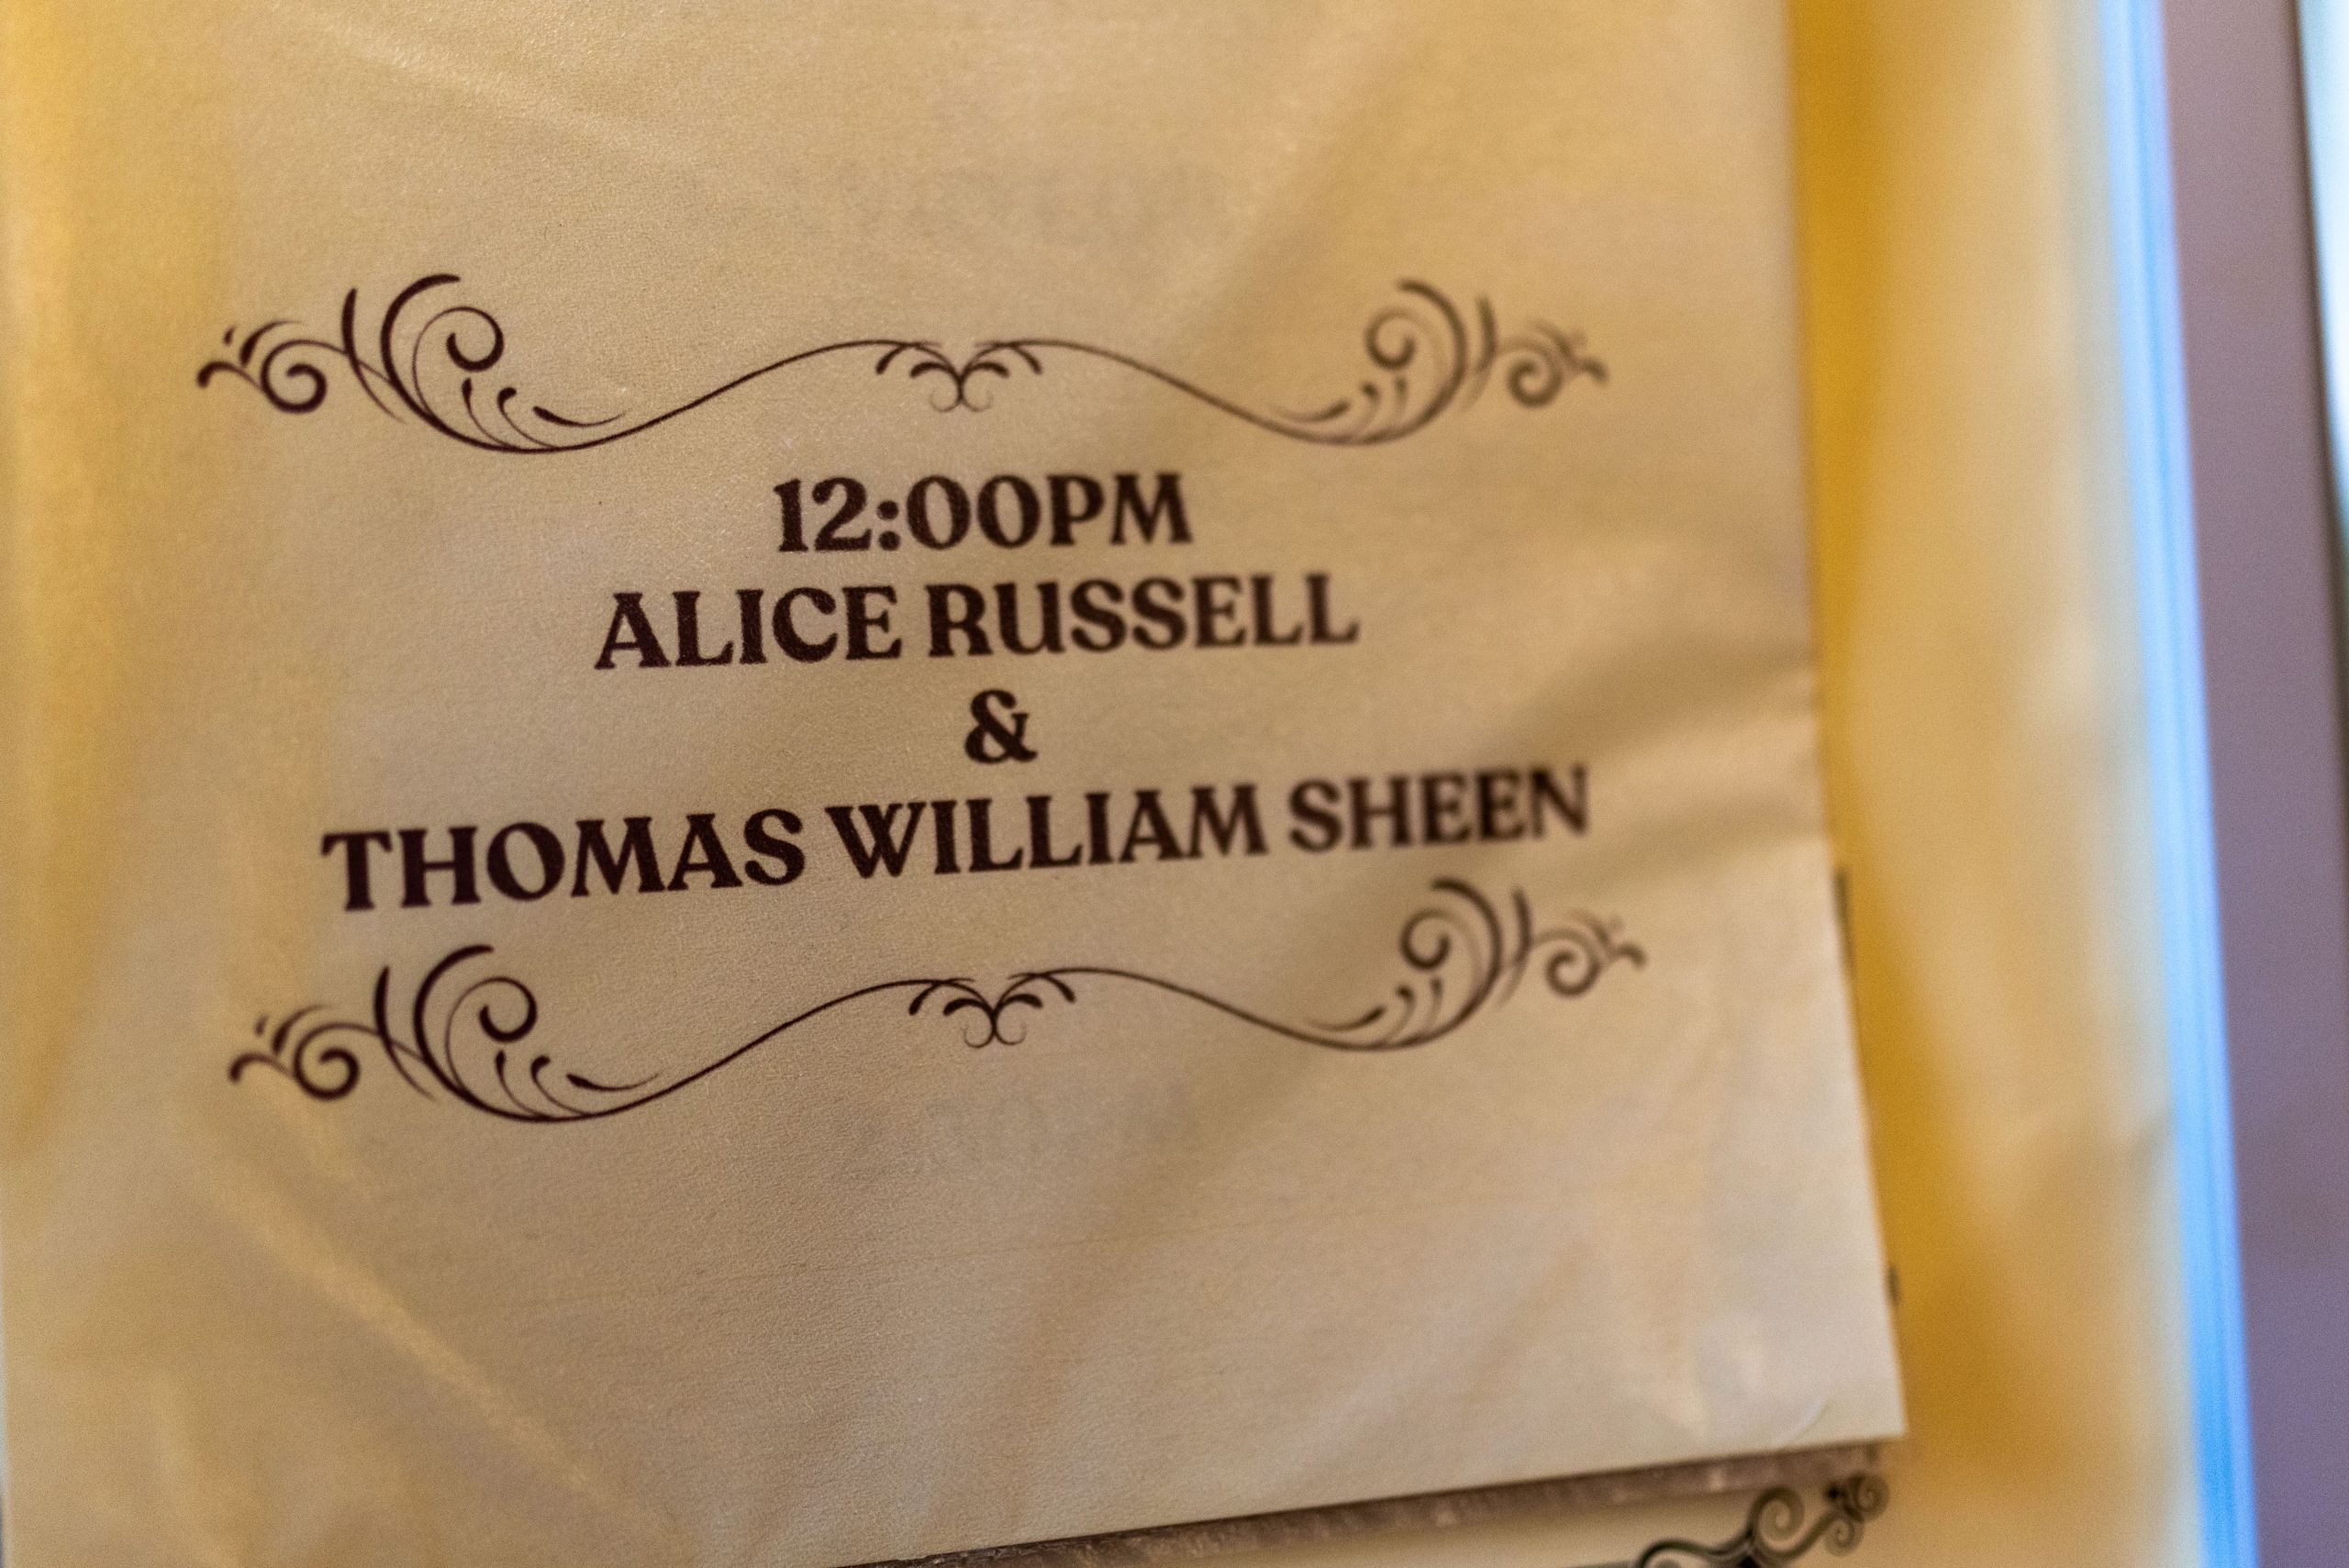 12:00PM
ALICE RUSSELL
&
THOMAS WILLIAM SHEEN